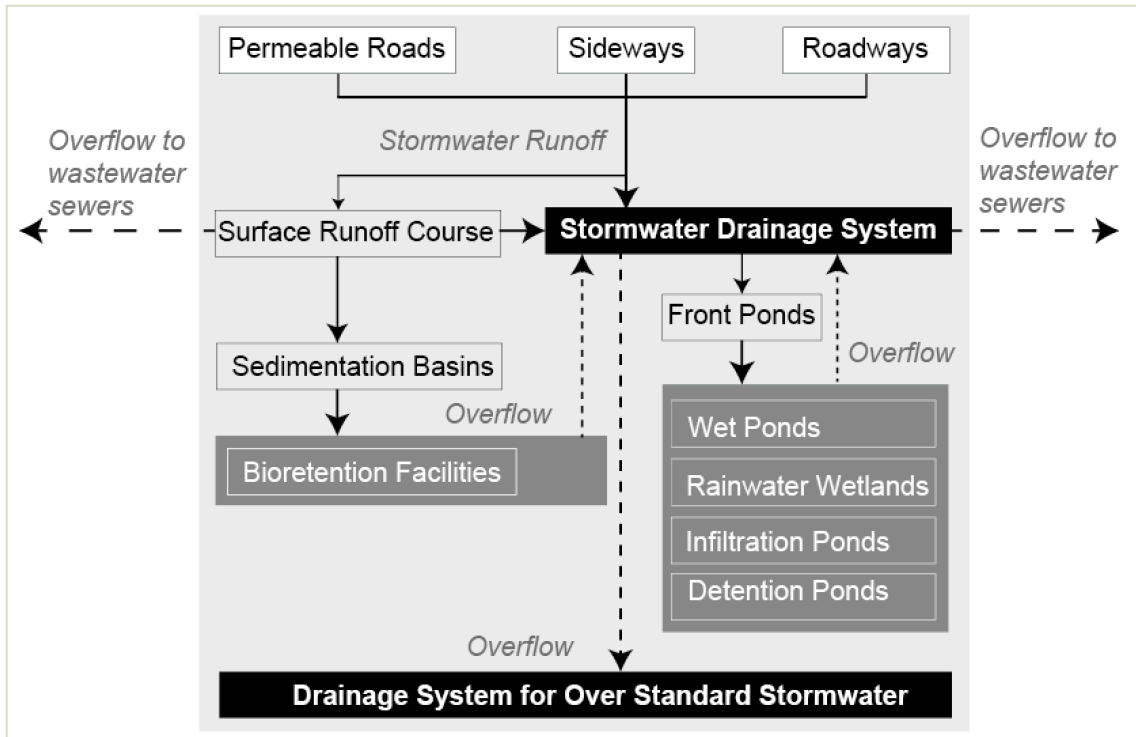 Permeable Roads
Sideways
Roadways
Overflow to
wastewater
sewers
Stormwater Runoff
Overflow to
wastewater
sewers
Surface Runoff Course
Stormwater Drainage System
Front Ponds
Sedimentation Basins
Overflow
Overflow
Bioretention Facilities
Wet Ponds
Rainwater Wetlands
Infiltration Ponds
Detention Ponds
Overflow
Drainage System for Over Standard Stormwater